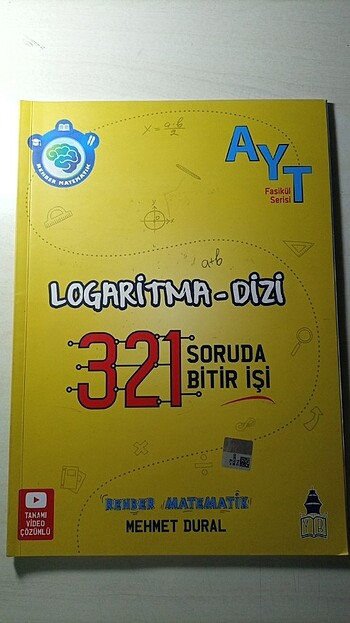 REHBER MATEMATİK
x = a·b/2
AYT
Fasikül
Serisi
a+b
LOGARİTMA - DİZİ
321 SORUDA
BİTİR İŞİ
TAMAMI
VİDEO
ÇÖZÜMLÜ
REHBER MATEMATİK
MEHMET DURAL